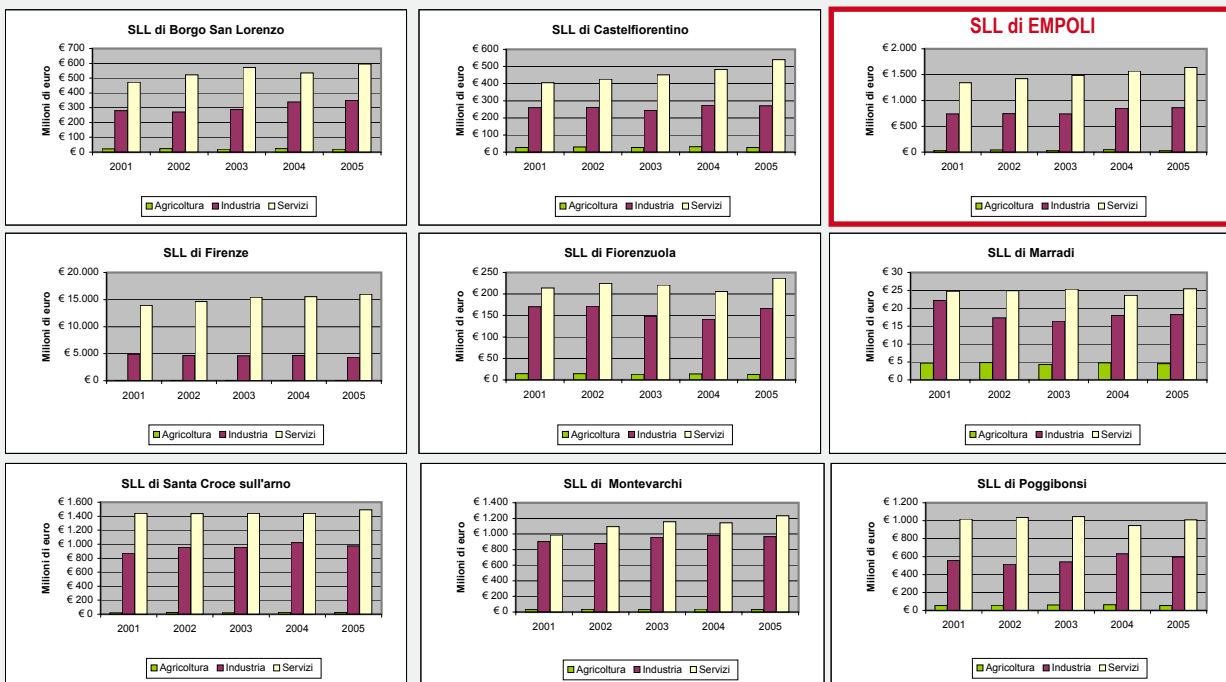 SLL di Borgo San Lorenzo
Milioni di euro
€ 700
€ 600
€ 500
€ 400
€ 300
€ 200
€ 100
€ 0
2001 2002 2003 2004 2005
Agricoltura Industria Servizi
SLL di Castelfiorentino
Milioni di euro
€ 600
€ 500
€ 400
€ 300
€ 200
€ 100
€ 0
2001 2002 2003 2004 2005
Agricoltura Industria Servizi
SLL di EMPOLI
Milioni di euro
€ 2.000
€ 1.500
€ 1.000
€ 500
€ 0
2001 2002 2003 2004 2005
Agricoltura Industria Servizi
SLL di Firenze
Milioni di euro
€ 20.000
€ 15.000
€ 10.000
€ 5.000
€ 0
2001 2002 2003 2004 2005
Agricoltura Industria Servizi
SLL di Fiorenzuola
Milioni di euro
€ 250
€ 200
€ 150
€ 100
€ 50
€ 0
2001 2002 2003 2004 2005
Agricoltura Industria Servizi
SLL di Marradi
Milioni di euro
€ 30
€ 25
€ 20
€ 15
€ 10
€ 5
€ 0
2001 2002 2003 2004 2005
Agricoltura Industria Servizi
SLL di Santa Croce sull'arno
Milioni di euro
€ 1.600
€ 1.400
€ 1.200
€ 1.000
€ 800
€ 600
€ 400
€ 200
€ 0
2001 2002 2003 2004 2005
Agricoltura Industria Servizi
SLL di Montevarchi
Milioni di euro
€ 1.400
€ 1.200
€ 1.000
€ 800
€ 600
€ 400
€ 200
€ 0
2001 2002 2003 2004 2005
Agricoltura Industria Servizi
SLL di Poggibonsi
Milioni di euro
€ 1.200
€ 1.000
€ 800
€ 600
€ 400
€ 200
€ 0
2001 2002 2003 2004 2005
Agricoltura Industria Servizi